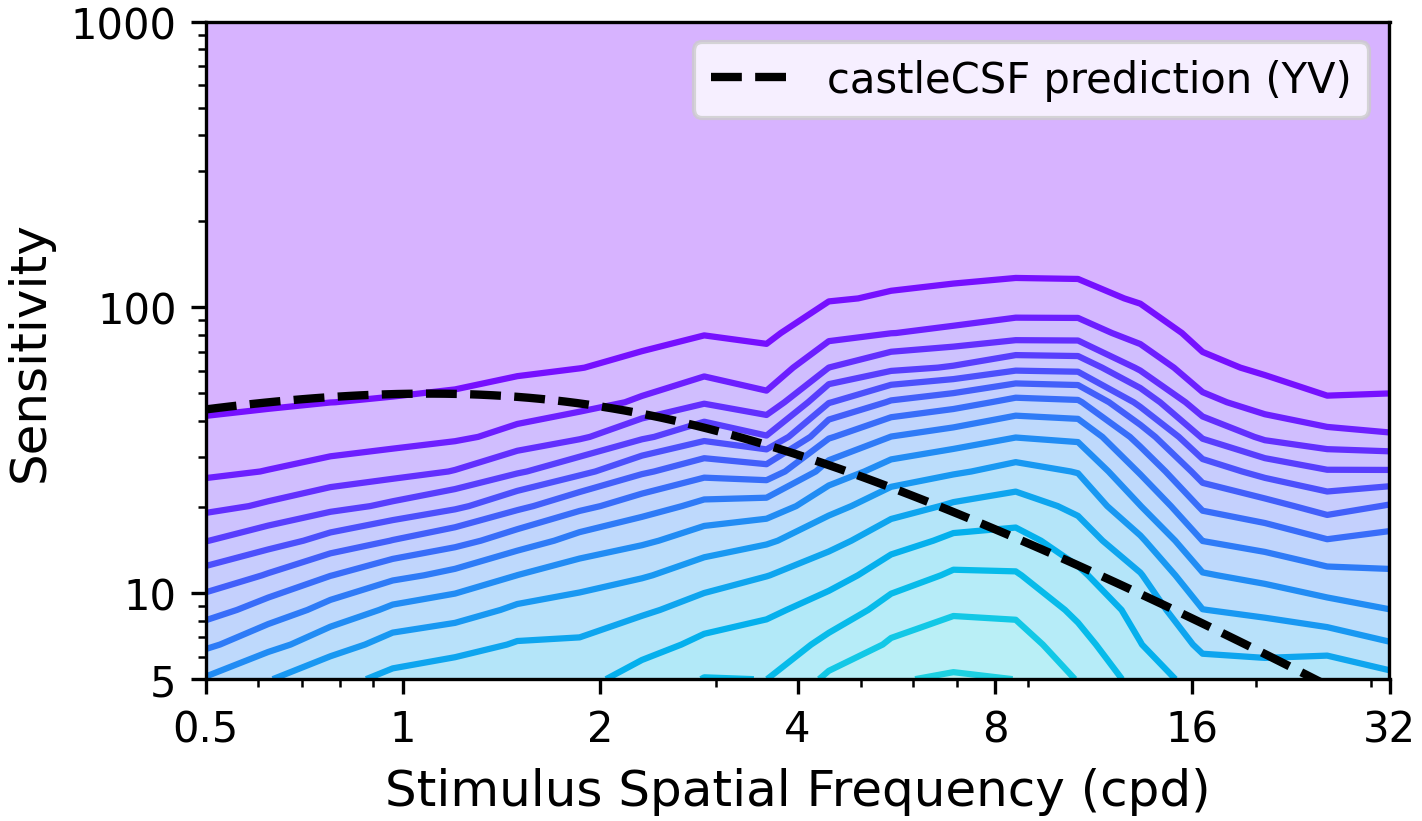 1000
castleCSF prediction (YV)
100
10
5
Sensitivity
0.5 1 2 4 8 16 32
Stimulus Spatial Frequency (cpd)